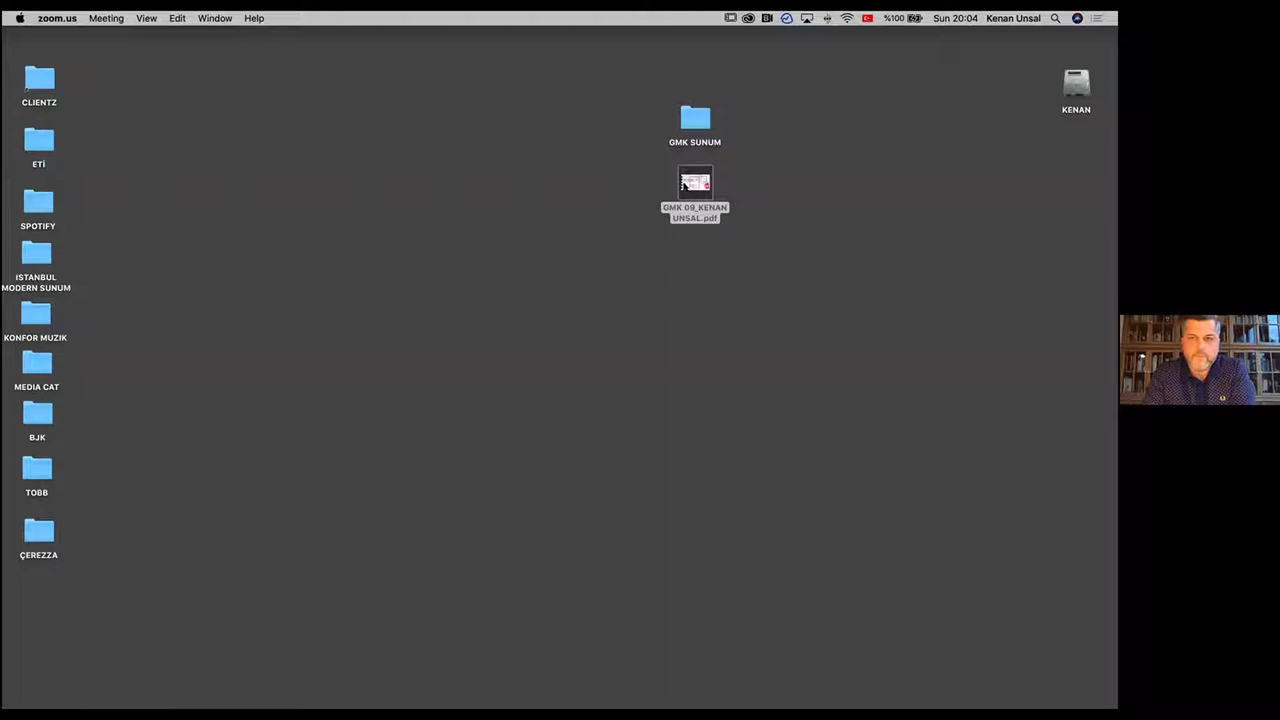 zoom.us Meeting View Edit Window Help
%100 Sun 20:04 Kenan Unsal
CLIENTZ
ETİ
SPOTIFY
ISTANBUL
MODERN SUNUM
KONFOR MUZIK
MEDIA CAT
BJK
TOBB
ÇEREZZA
GMK SUNUM
GMK 09_KENAN
UNSAL.pdf
KENAN